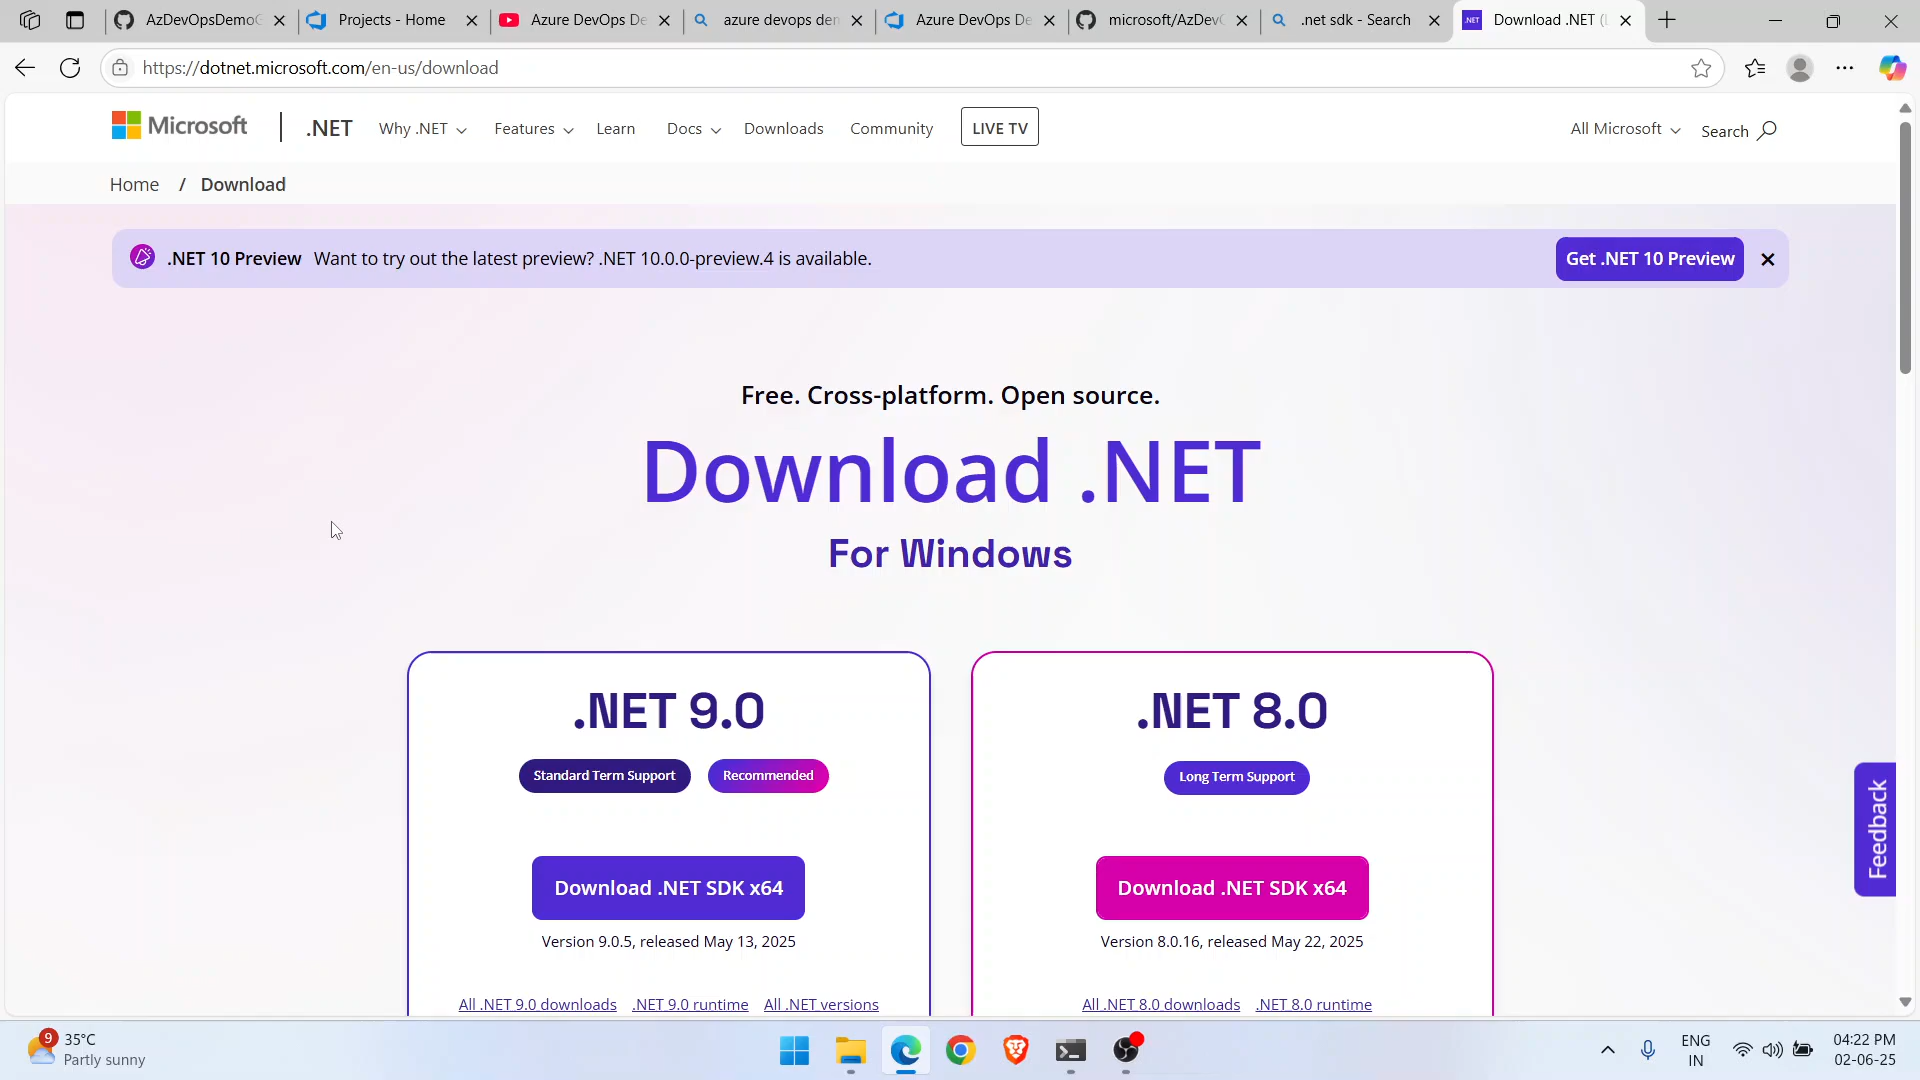 AzDevOpsDemoG
Projects - Home
Azure DevOps De
azure devops den
Azure DevOps De
microsoft/AzDevC
.net sdk - Search
.NET
Download .NET (L
https://dotnet.microsoft.com/en-us/download
Microsoft
.NET
Why .NET
Features
Learn
Docs
Downloads
Community
LIVE TV
All Microsoft
Search
Home / Download
.NET 10 Preview Want to try out the latest preview? .NET 10.0.0-preview.4 is available.
Get .NET 10 Preview
Free. Cross-platform. Open source.
Download .NET
For Windows
.NET 9.0
Standard Term Support
Recommended
Download .NET SDK x64
Version 9.0.5, released May 13, 2025
All .NET 9.0 downloads
.NET 9.0 runtime
All .NET versions
.NET 8.0
Long Term Support
Download .NET SDK x64
Version 8.0.16, released May 22, 2025
All .NET 8.0 downloads
.NET 8.0 runtime
Feedback
9
35°C
Partly sunny
ENG
IN
04:22 PM
02-06-25